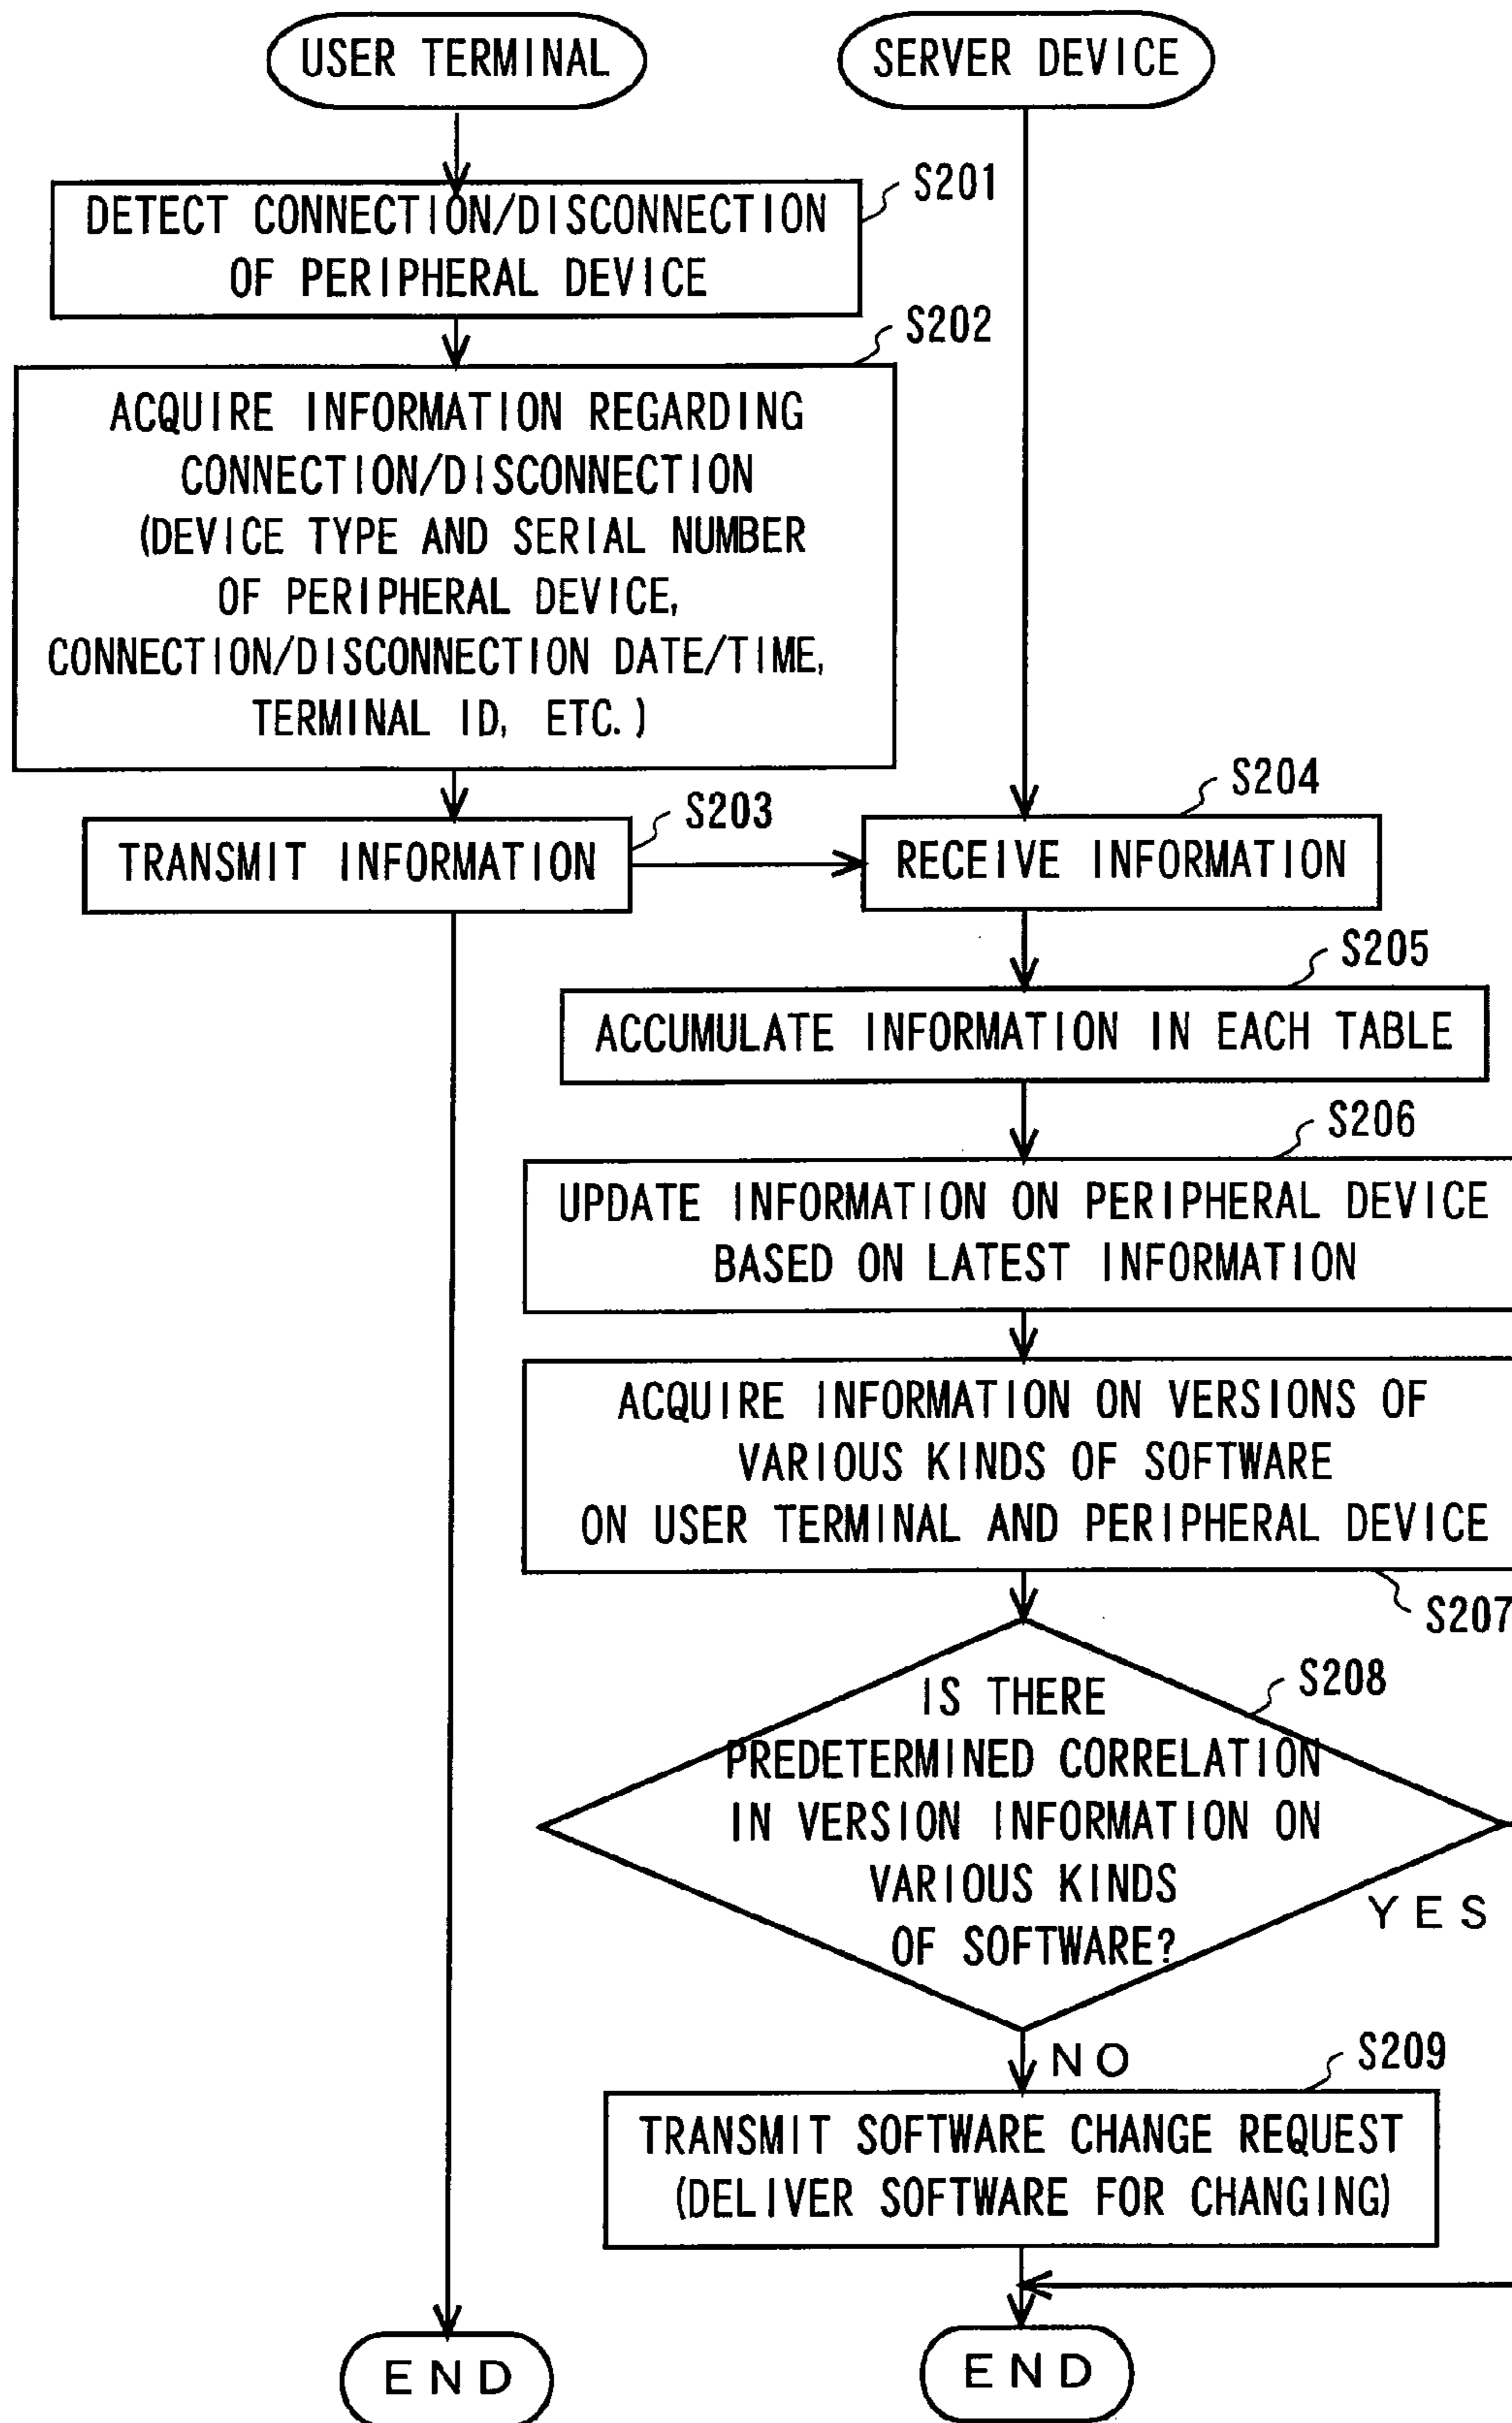 USER TERMINAL
SERVER DEVICE
S201
DETECT CONNECTION/DISCONNECTION
OF PERIPHERAL DEVICE
S202
ACQUIRE INFORMATION REGARDING
CONNECTION/DISCONNECTION
(DEVICE TYPE AND SERIAL NUMBER
OF PERIPHERAL DEVICE,
CONNECTION/DISCONNECTION DATE/TIME,
TERMINAL ID, ETC.)
S203
TRANSMIT INFORMATION
S204
RECEIVE INFORMATION
S205
ACCUMULATE INFORMATION IN EACH TABLE
S206
UPDATE INFORMATION ON PERIPHERAL DEVICE
BASED ON LATEST INFORMATION
ACQUIRE INFORMATION ON VERSIONS OF
VARIOUS KINDS OF SOFTWARE
ON USER TERMINAL AND PERIPHERAL DEVICE
S207
S208
IS THERE
PREDETERMINED CORRELATION
IN VERSION INFORMATION ON
VARIOUS KINDS
OF SOFTWARE?
YES
NO
S209
TRANSMIT SOFTWARE CHANGE REQUEST
(DELIVER SOFTWARE FOR CHANGING)
END
END